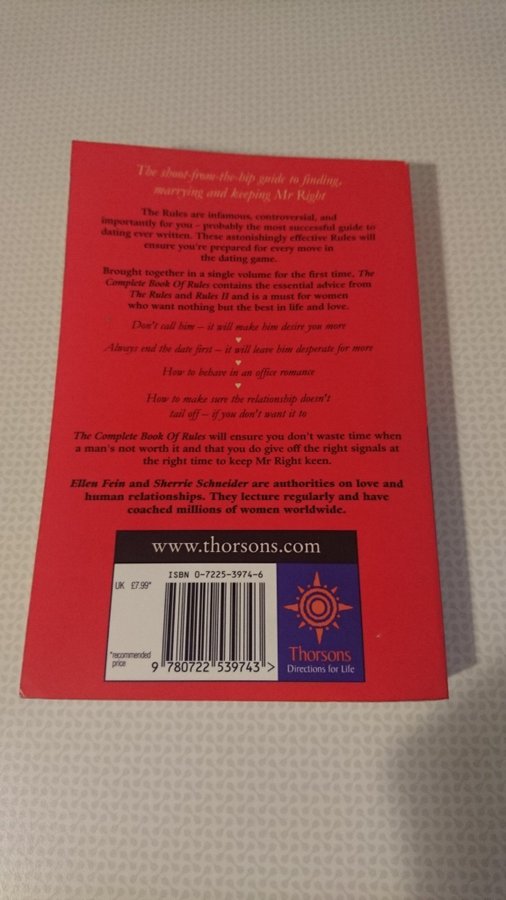 The shoot-from-the-hip guide to finding,
marrying and keeping Mr Right
The Rules are infamous, controversial, and
importantly for you – probably the most successful guide to
dating ever written. These astonishingly effective Rules will
ensure you're prepared for every move in
the dating game.
Brought together in a single volume for the first time, The
Complete Book Of Rules contains the essential advice from
The Rules and Rules II and is a must for women
who want nothing but the best in life and love.
Don't call him – it will make him desire you more
Always end the date first – it will leave him desperate for more
How to behave in an office romance
How to make sure the relationship doesn't
tail off – if you don't want it to
The Complete Book Of Rules will ensure you don't waste time when
a man's not worth it and that you do give off the right signals at
the right time to keep Mr Right keen.
Ellen Fein and Sherrie Schneider are authorities on love and
human relationships. They lecture regularly and have
coached millions of women worldwide.
www.thorsons.com
ISBN 0-7225-3974-6
UK £7.99*
*recommended
price
9 780722 539743 >
Thorsons
Directions for Life